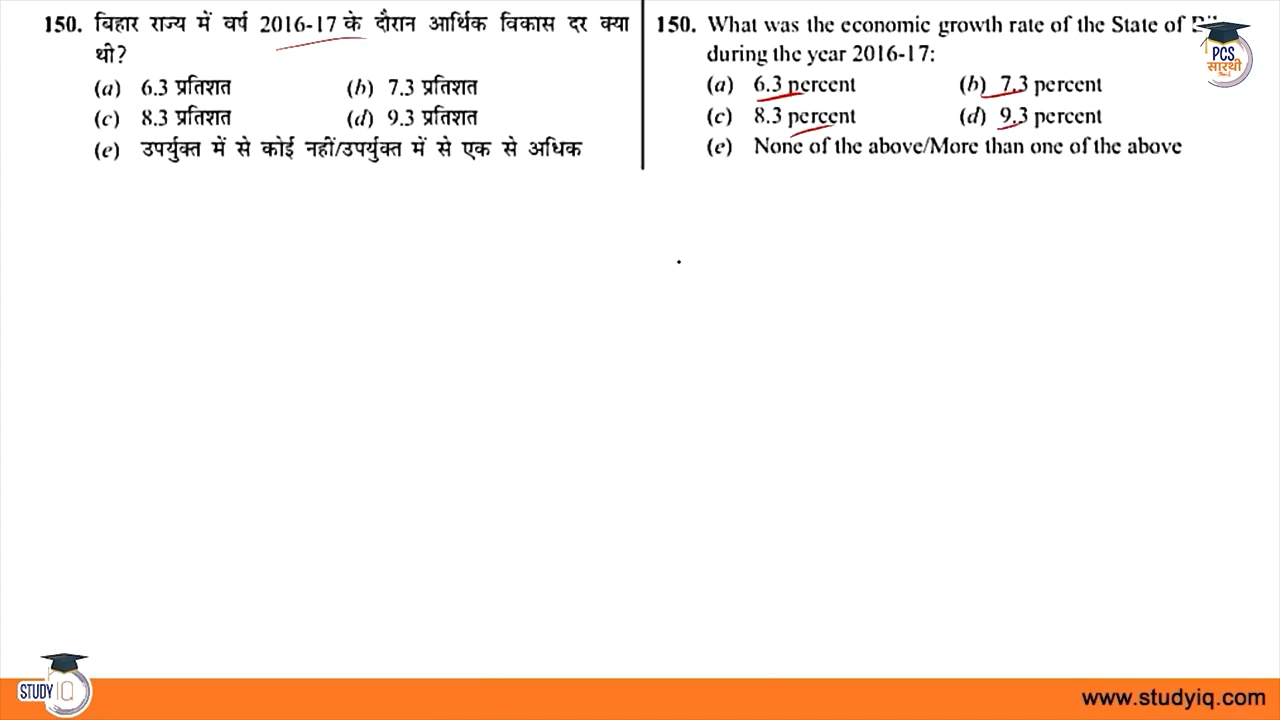 150. बिहार राज्य में वर्ष 2016-17 के दौरान आर्थिक विकास दर क्या
थी?
(a) 6.3 प्रतिशत (b) 7.3 प्रतिशत
(c) 8.3 प्रतिशत (d) 9.3 प्रतिशत
(e) उपर्युक्त में से कोई नहीं/उपर्युक्त में से एक से अधिक
150. What was the economic growth rate of the State of
during the year 2016-17:
(a) 6.3 percent (b) 7.3 percent
(c) 8.3 percent (d) 9.3 percent
(e) None of the above/More than one of the above
PCS
सारथी
STUDY IQ
www.studyiq.com